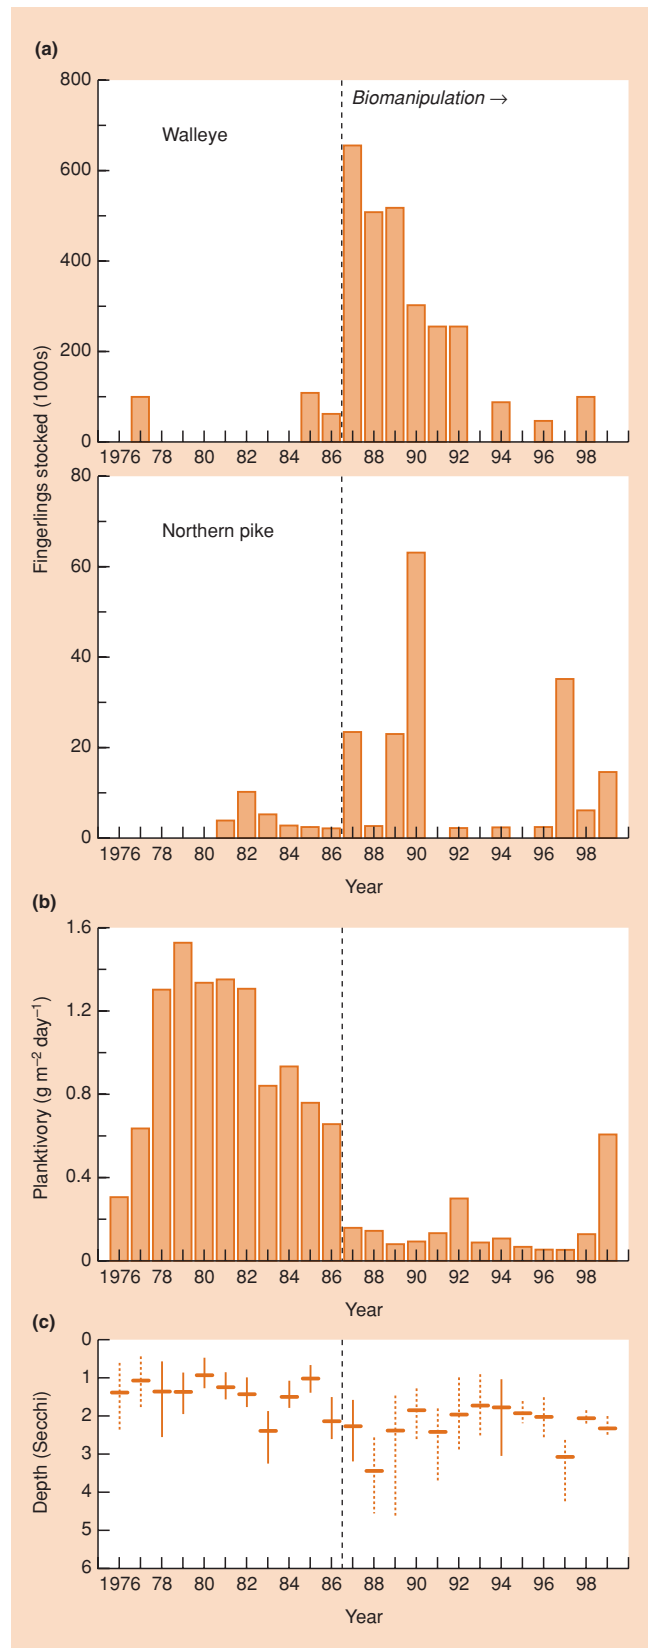 (a)
800
600
400
200
0
Biomanipulation →
Walleye
1976 78 80 82 84 86 88 90 92 94 96 98
Fingerlings stocked (1000s)
80
60
40
20
0
Northern pike
1976 78 80 82 84 86 88 90 92 94 96 98
Year
(b)
1.6
1.2
0.8
0.4
0
Planktivory (g m⁻² day⁻¹)
1976 78 80 82 84 86 88 90 92 94 96 98
Year
(c)
0
1
2
3
4
5
6
Depth (Secchi)
1976 78 80 82 84 86 88 90 92 94 96 98
Year